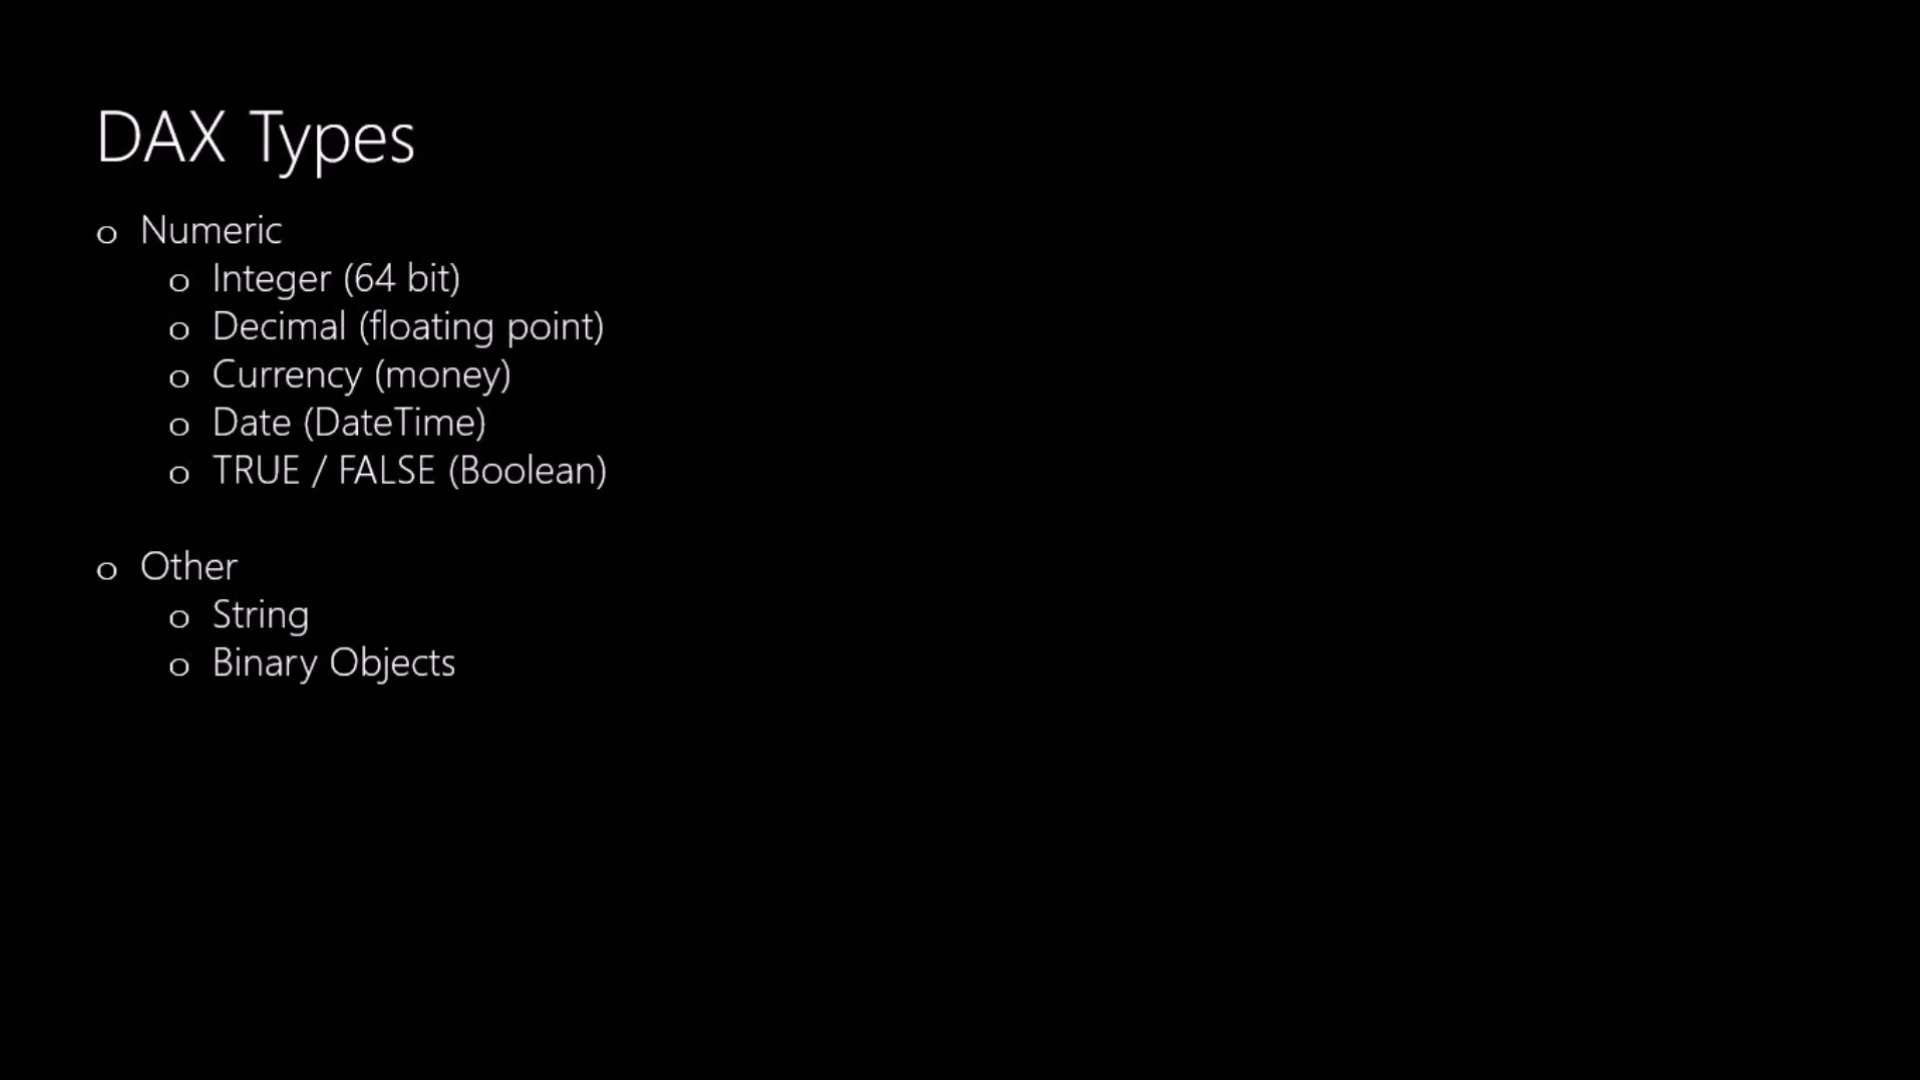 DAX Types
o Numeric
o Integer (64 bit)
o Decimal (floating point)
o Currency (money)
o Date (DateTime)
o TRUE / FALSE (Boolean)
o Other
o String
o Binary Objects